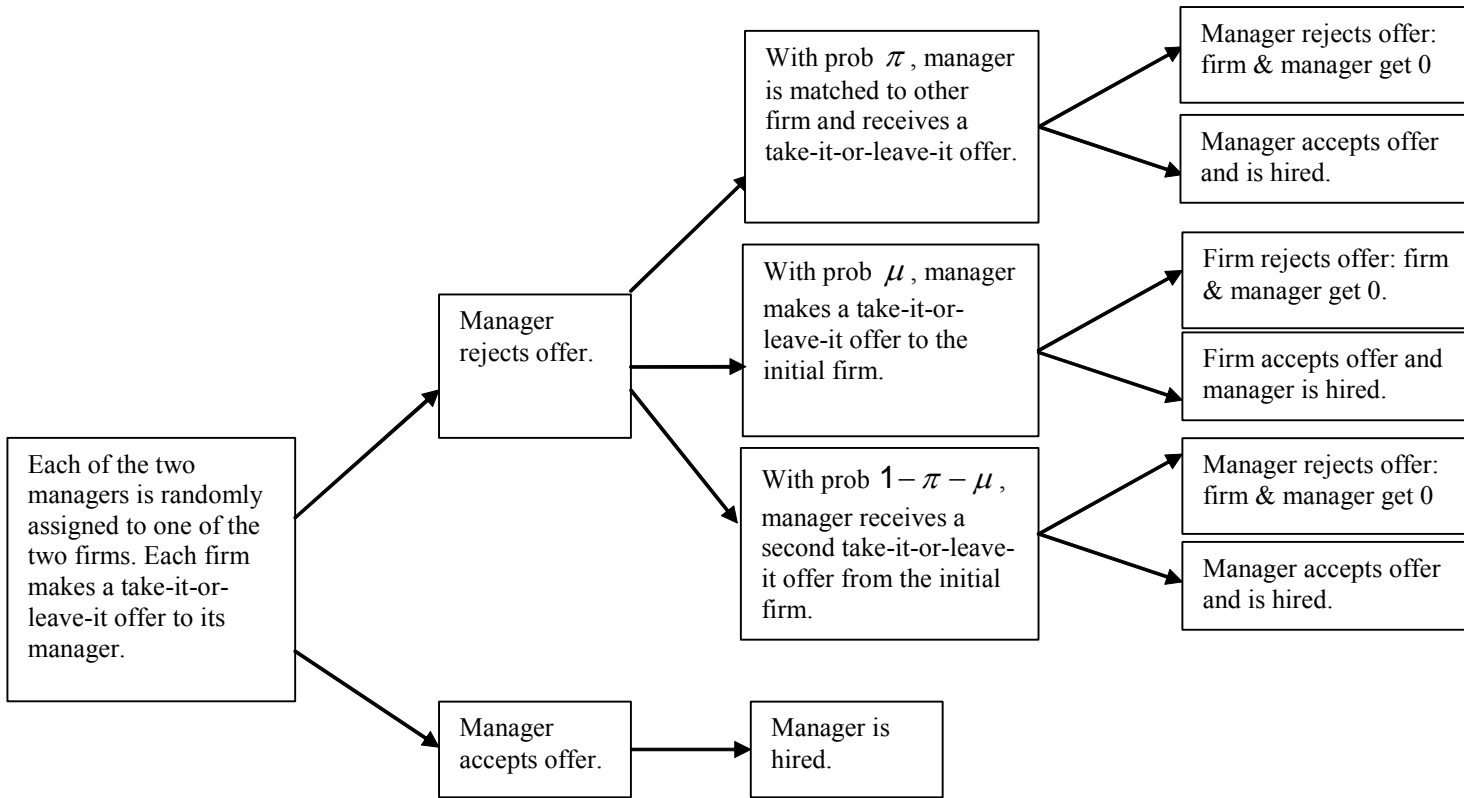 Each of the two
managers is randomly
assigned to one of the
two firms. Each firm
makes a take-it-or-
leave-it offer to its
manager.
Manager
rejects offer.
Manager
accepts offer.
Manager is
hired.
With prob π , manager
is matched to other
firm and receives a
take-it-or-leave-it offer.
With prob μ , manager
makes a take-it-or-
leave-it offer to the
initial firm.
With prob 1 − π − μ ,
manager receives a
second take-it-or-leave-
it offer from the initial
firm.
Manager rejects offer:
firm & manager get 0
Manager accepts offer
and is hired.
Firm rejects offer: firm
& manager get 0.
Firm accepts offer and
manager is hired.
Manager rejects offer:
firm & manager get 0
Manager accepts offer
and is hired.